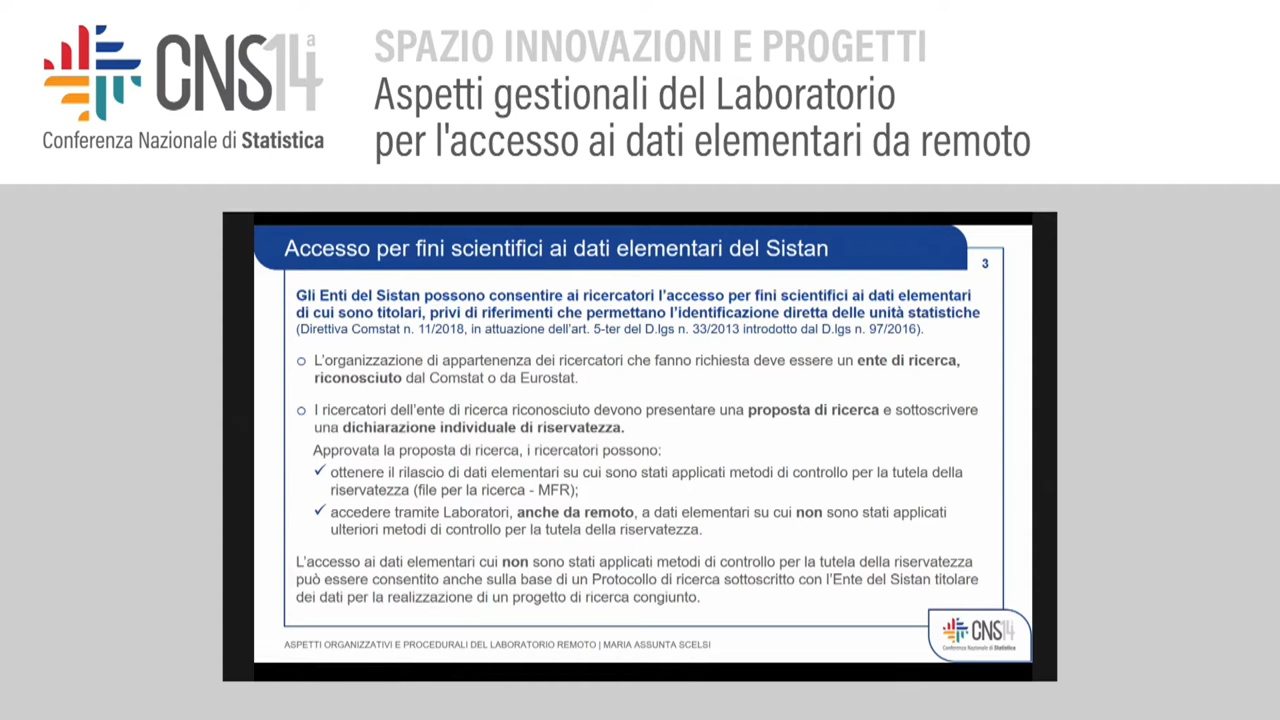 CNS14a
Conferenza Nazionale di Statistica
SPAZIO INNOVAZIONI E PROGETTI
Aspetti gestionali del Laboratorio
per l'accesso ai dati elementari da remoto
Accesso per fini scientifici ai dati elementari del Sistan
3
Gli Enti del Sistan possono consentire ai ricercatori l'accesso per fini scientifici ai dati elementari
di cui sono titolari, privi di riferimenti che permettano l'identificazione diretta delle unità statistiche
(Direttiva Comstat n. 11/2018, in attuazione dell'art. 5-ter del D.lgs n. 33/2013 introdotto dal D.lgs n. 97/2016).
L'organizzazione di appartenenza dei ricercatori che fanno richiesta deve essere un ente di ricerca,
riconosciuto dal Comstat o da Eurostat.
I ricercatori dell'ente di ricerca riconosciuto devono presentare una proposta di ricerca e sottoscrivere
una dichiarazione individuale di riservatezza.
Approvata la proposta di ricerca, i ricercatori possono:
✓ ottenere il rilascio di dati elementari su cui sono stati applicati metodi di controllo per la tutela della
riservatezza (file per la ricerca - MFR);
✓ accedere tramite Laboratori, anche da remoto, a dati elementari su cui non sono stati applicati
ulteriori metodi di controllo per la tutela della riservatezza.
L'accesso ai dati elementari cui non sono stati applicati metodi di controllo per la tutela della riservatezza
può essere consentito anche sulla base di un Protocollo di ricerca sottoscritto con l'Ente del Sistan titolare
dei dati per la realizzazione di un progetto di ricerca congiunto.
ASPETTI ORGANIZZATIVI E PROCEDURALI DEL LABORATORIO REMOTO | MARIA ASSUNTA SCELSI
CNS14
Conferenza Nazionale di Statistica